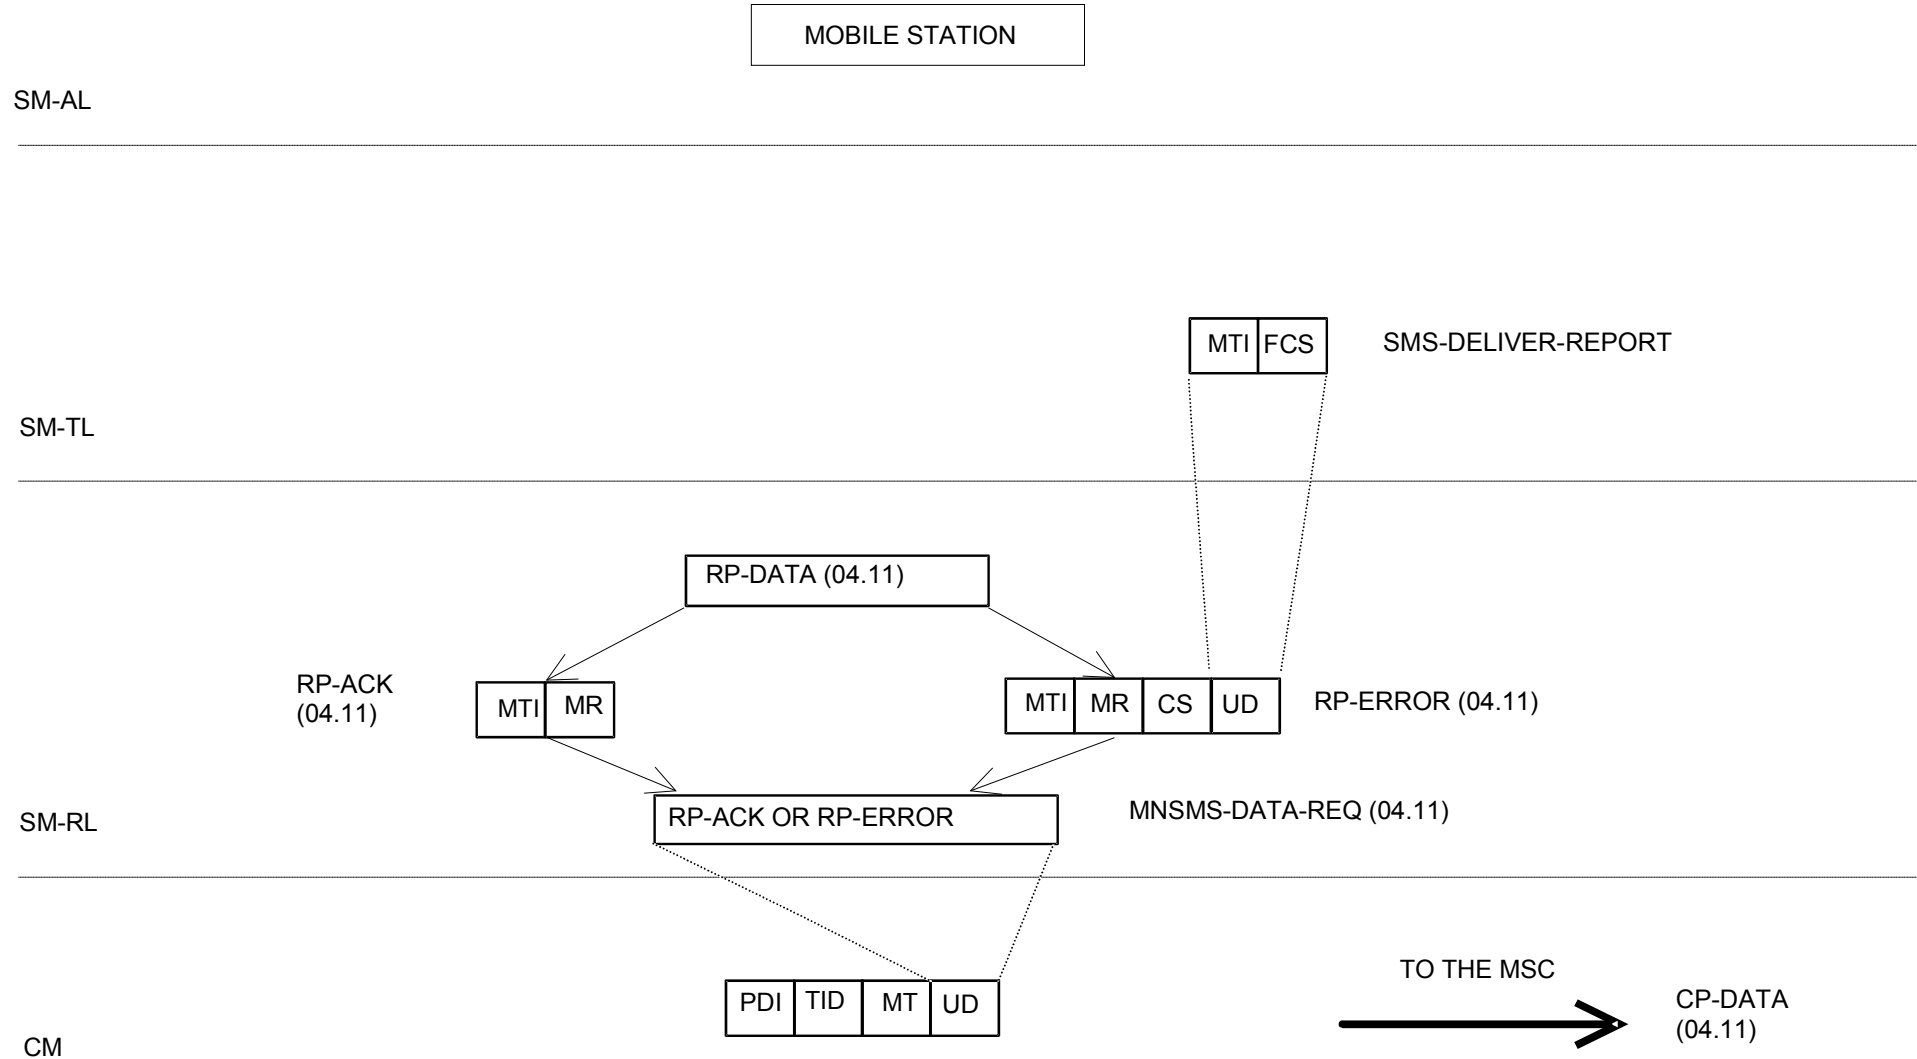 MOBILE STATION
SM-AL
MTI FCS SMS-DELIVER-REPORT
SM-TL
RP-DATA (04.11)
RP-ACK
(04.11)
MTI MR
MTI MR CS UD RP-ERROR (04.11)
RP-ACK OR RP-ERROR
MNSMS-DATA-REQ (04.11)
SM-RL
TO THE MSC
PDI TID MT UD
CP-DATA
(04.11)
CM